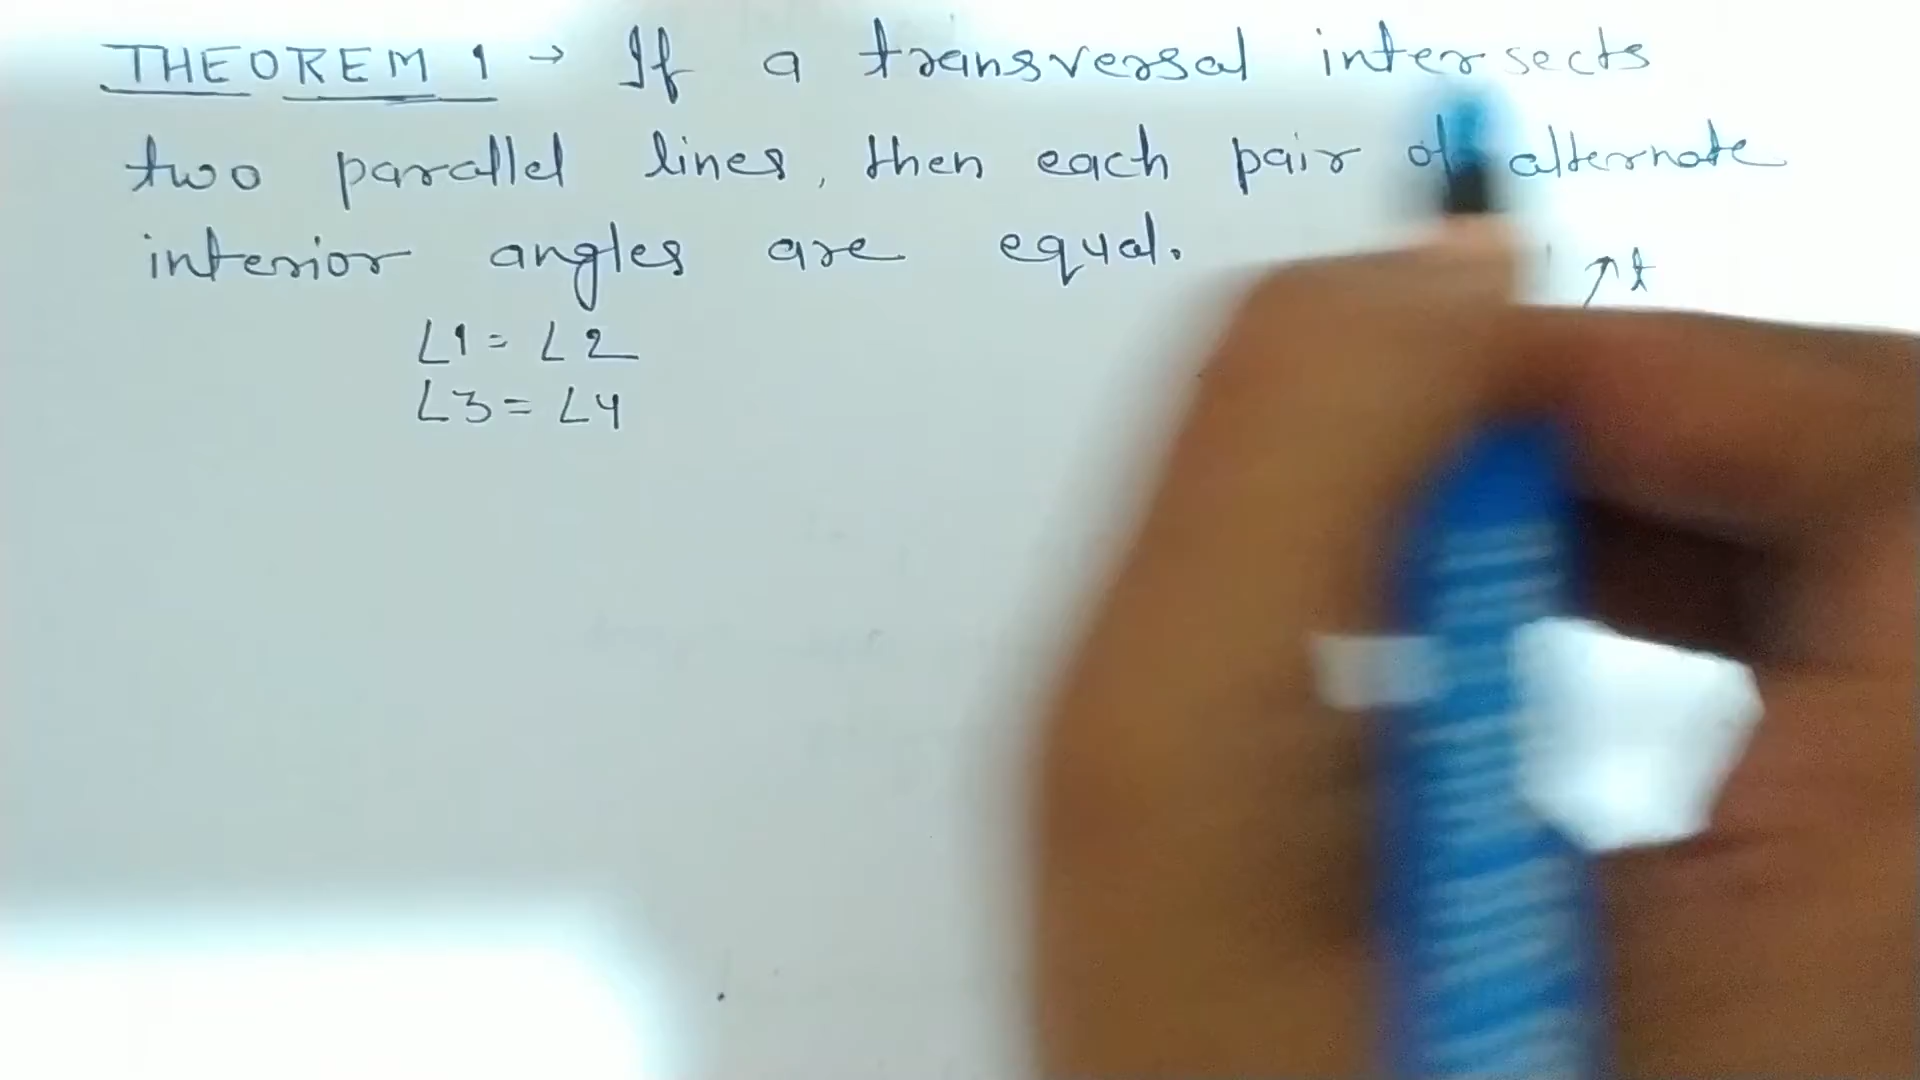 THEOREM 1 → If a transversal intersects
two parallel lines, then each pair of alternate
interior angles are equal.
t
∠1 = ∠2
∠3 = ∠4